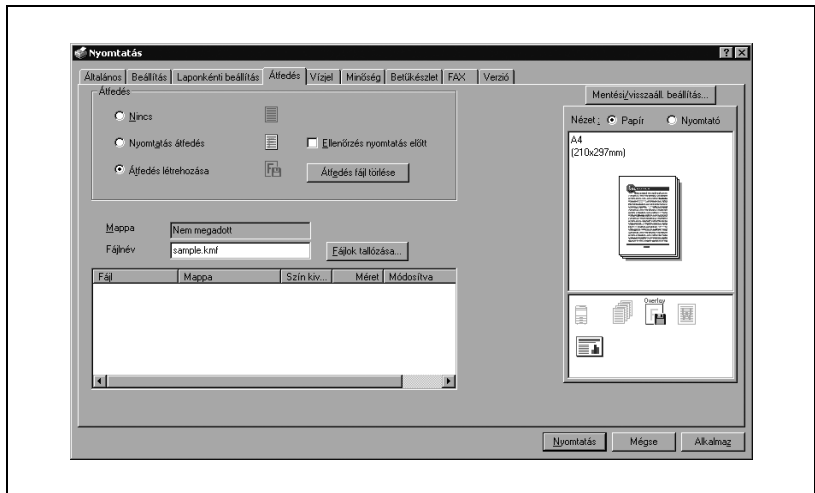 Nyomtatás
Általános Beállítás Laponkénti beállítás Átfedés Vízjel Minőség Betűkészlet FAX Verzió
Átfedés
Nincs
Nyomtatás átfedés
Ellenőrzés nyomtatás előtt
Átfedés létrehozása
Átfedés fájl törlése
Mappa
Nem megadott
Fájlnév
sample.kmf
Fájlok tallózása...
Fájl Mappa Szín kiv... Méret Módosítva
Mentési/visszaáll. beállítás...
Nézet : Papír Nyomtató
A4
(210x297mm)
Overlay
Nyomtatás Mégse Alkalmaz